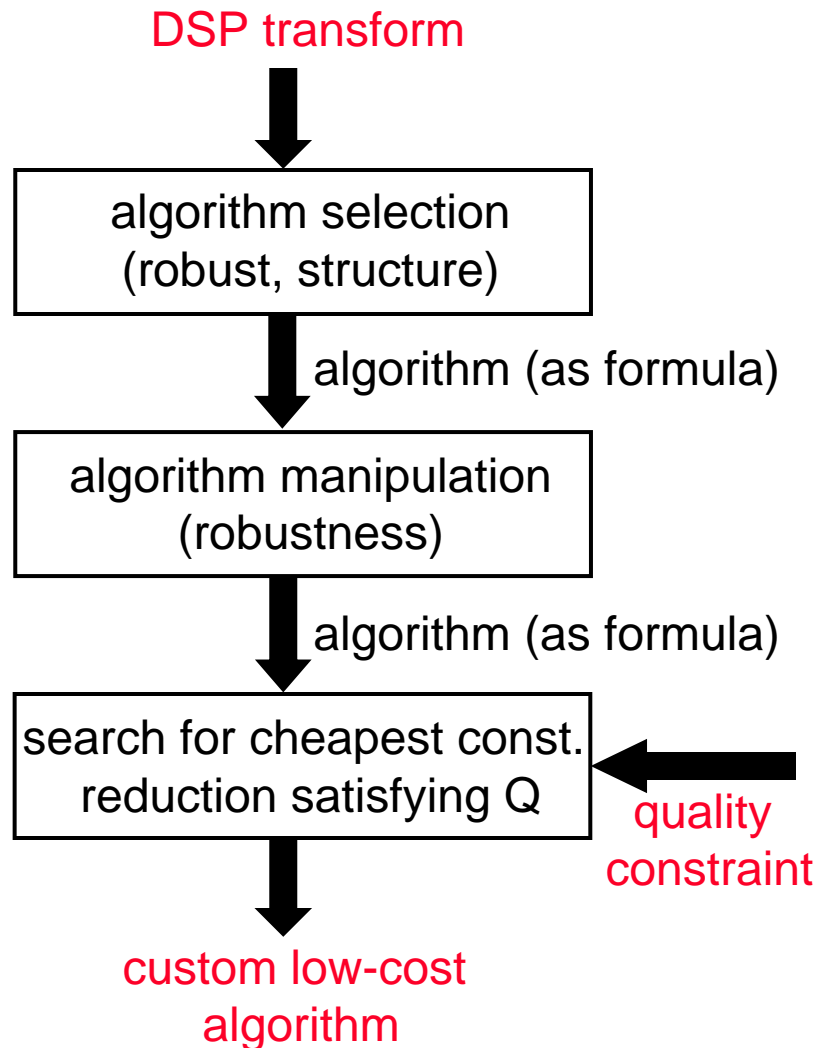 DSP transform
algorithm selection
(robust, structure)
algorithm (as formula)
algorithm manipulation
(robustness)
algorithm (as formula)
search for cheapest const.
reduction satisfying Q
quality
constraint
custom low-cost
algorithm